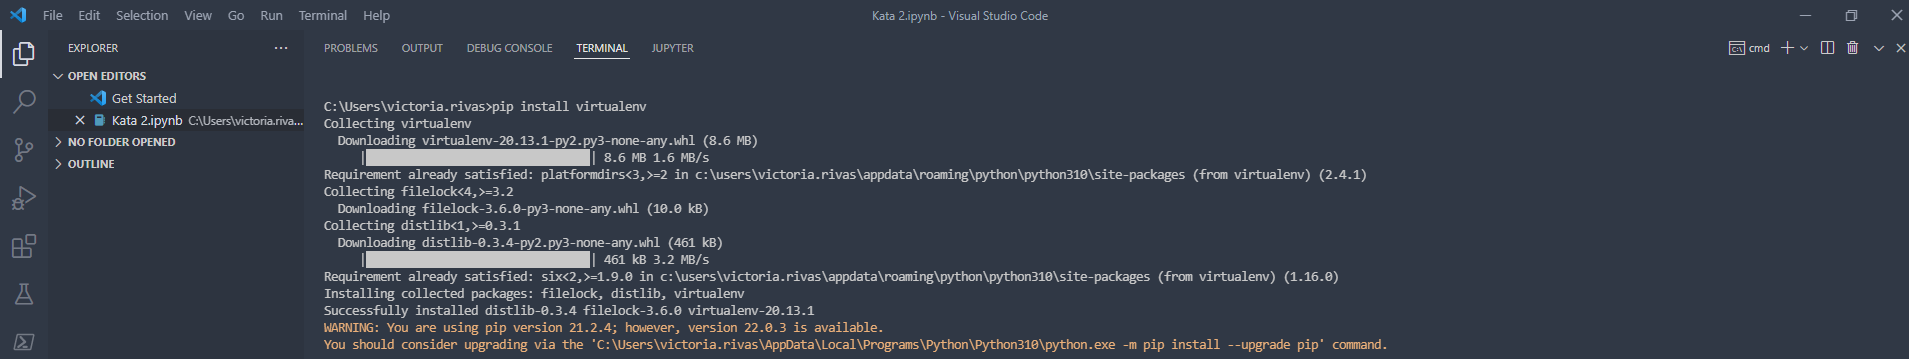 File Edit Selection View Go Run Terminal Help Kata 2.ipynb - Visual Studio Code
EXPLORER ...
OPEN EDITORS
Get Started
Kata 2.ipynb C:\Users\victoria.riva...
NO FOLDER OPENED
OUTLINE
PROBLEMS OUTPUT DEBUG CONSOLE TERMINAL JUPYTER cmd
C:\Users\victoria.rivas>pip install virtualenv
Collecting virtualenv
Downloading virtualenv-20.13.1-py2.py3-none-any.whl (8.6 MB)
|████████████████████████████████| 8.6 MB 1.6 MB/s
Requirement already satisfied: platformdirs<3,>=2 in c:\users\victoria.rivas\appdata\roaming\python\python310\site-packages (from virtualenv) (2.4.1)
Collecting filelock<4,>=3.2
Downloading filelock-3.6.0-py3-none-any.whl (10.0 kB)
Collecting distlib<1,>=0.3.1
Downloading distlib-0.3.4-py2.py3-none-any.whl (461 kB)
|████████████████████████████████| 461 kB 3.2 MB/s
Requirement already satisfied: six<2,>=1.9.0 in c:\users\victoria.rivas\appdata\roaming\python\python310\site-packages (from virtualenv) (1.16.0)
Installing collected packages: filelock, distlib, virtualenv
Successfully installed distlib-0.3.4 filelock-3.6.0 virtualenv-20.13.1
WARNING: You are using pip version 21.2.4; however, version 22.0.3 is available.
You should consider upgrading via the 'C:\Users\victoria.rivas\AppData\Local\Programs\Python\Python310\python.exe -m pip install --upgrade pip' command.